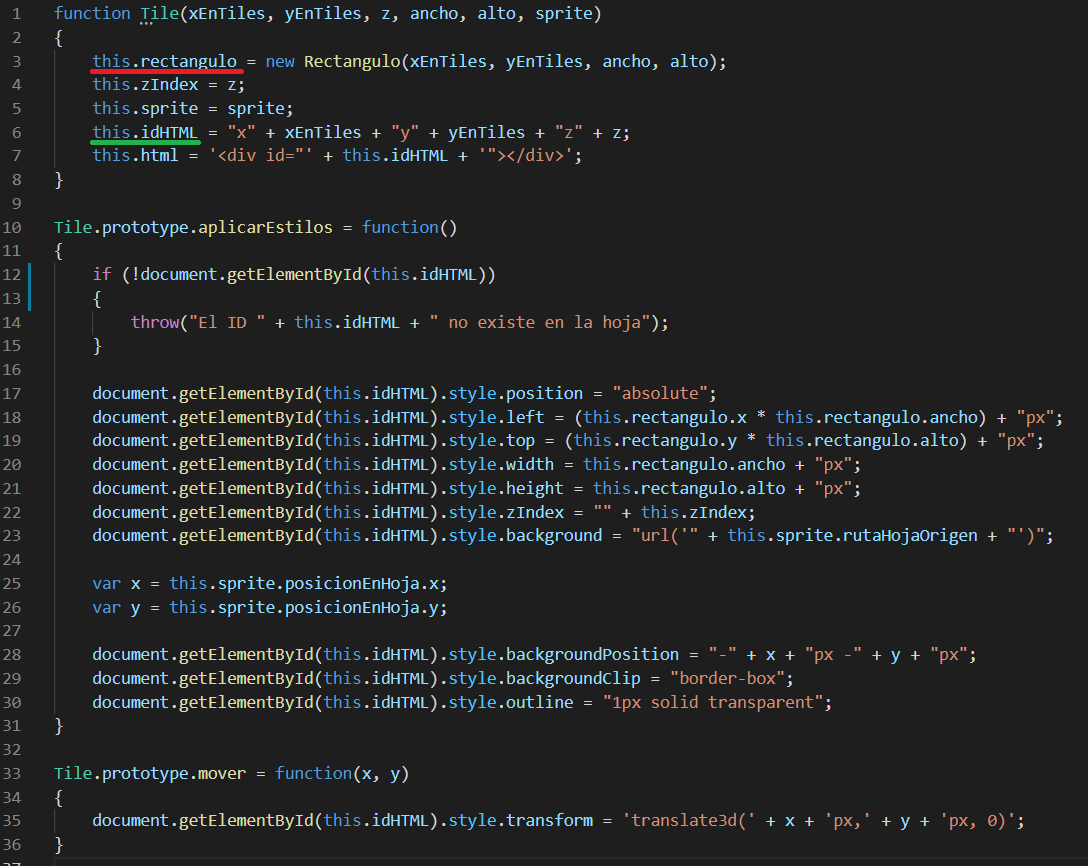 1 function Tile(xEnTiles, yEnTiles, z, ancho, alto, sprite)
2 {
3     this.rectangulo = new Rectangulo(xEnTiles, yEnTiles, ancho, alto);
4     this.zIndex = z;
5     this.sprite = sprite;
6     this.idHTML = "x" + xEnTiles + "y" + yEnTiles + "z" + z;
7     this.html = '<div id="' + this.idHTML + '"></div>';
8 }
9
10 Tile.prototype.aplicarEstilos = function()
11 {
12     if (!document.getElementById(this.idHTML))
13     {
14         throw("El ID " + this.idHTML + " no existe en la hoja");
15     }
16
17     document.getElementById(this.idHTML).style.position = "absolute";
18     document.getElementById(this.idHTML).style.left = (this.rectangulo.x * this.rectangulo.ancho) + "px";
19     document.getElementById(this.idHTML).style.top = (this.rectangulo.y * this.rectangulo.alto) + "px";
20     document.getElementById(this.idHTML).style.width = this.rectangulo.ancho + "px";
21     document.getElementById(this.idHTML).style.height = this.rectangulo.alto + "px";
22     document.getElementById(this.idHTML).style.zIndex = "" + this.zIndex;
23     document.getElementById(this.idHTML).style.background = "url('" + this.sprite.rutaHojaOrigen + "')";
24
25     var x = this.sprite.posicionEnHoja.x;
26     var y = this.sprite.posicionEnHoja.y;
27
28     document.getElementById(this.idHTML).style.backgroundPosition = "-" + x + "px -" + y + "px";
29     document.getElementById(this.idHTML).style.backgroundClip = "border-box";
30     document.getElementById(this.idHTML).style.outline = "1px solid transparent";
31 }
32
33 Tile.prototype.mover = function(x, y)
34 {
35     document.getElementById(this.idHTML).style.transform = 'translate3d(' + x + 'px,' + y + 'px, 0)';
36 }
37